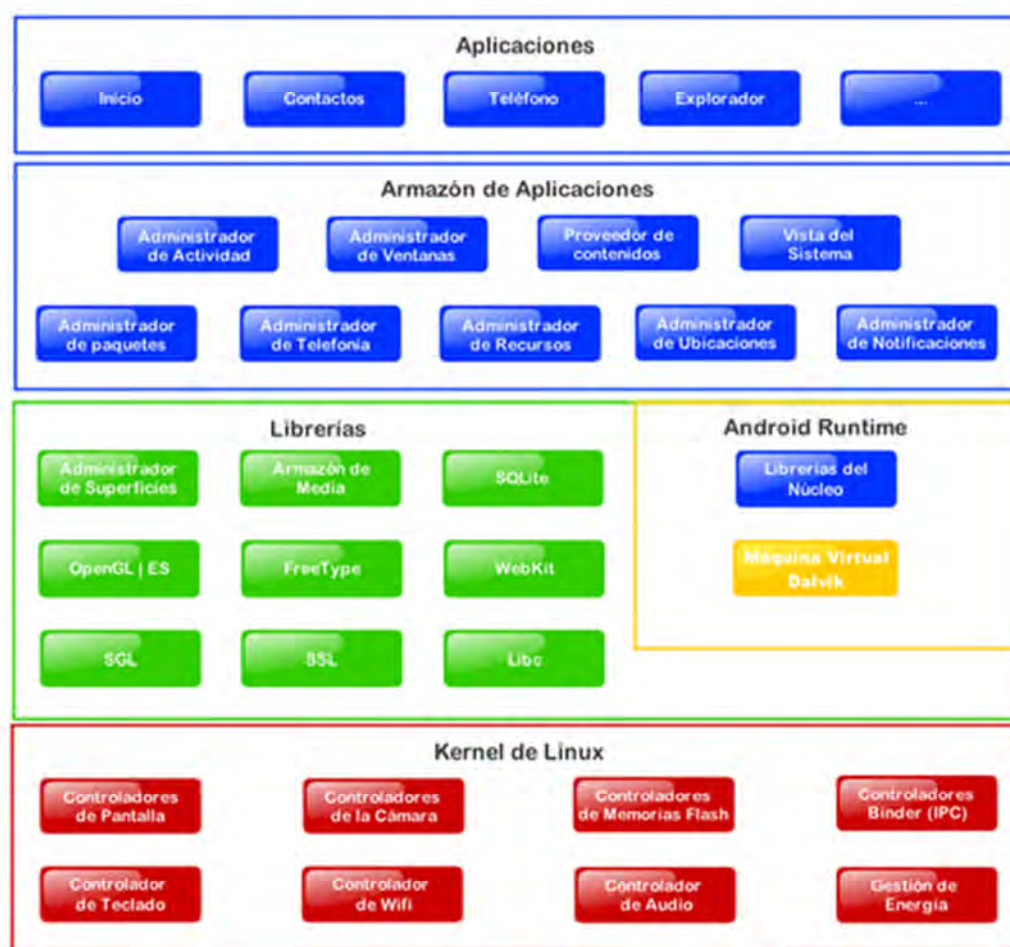 Aplicaciones
Inicio
Contactos
Teléfono
Explorador
...
Armazón de Aplicaciones
Administrador
de Actividad
Administrador
de Ventanas
Proveedor de
contenidos
Vista del
Sistema
Administrador
de paquetes
Administrador
de Telefonía
Administrador
de Recursos
Administrador
de Ubicaciones
Administrador
de Notificaciones
Librerías
Administrador
de Superficies
Armazón de
Media
SQLite
OpenGL | ES
FreeType
WebKit
SGL
SSL
Libc
Android Runtime
Librerías del
Núcleo
Máquina Virtual
Dalvik
Kernel de Linux
Controladores
de Pantalla
Controladores
de la Cámara
Controladores
de Memorias Flash
Controladores
Binder (IPC)
Controlador
de Teclado
Controlador
de Wifi
Controlador
de Audio
Gestión de
Energía